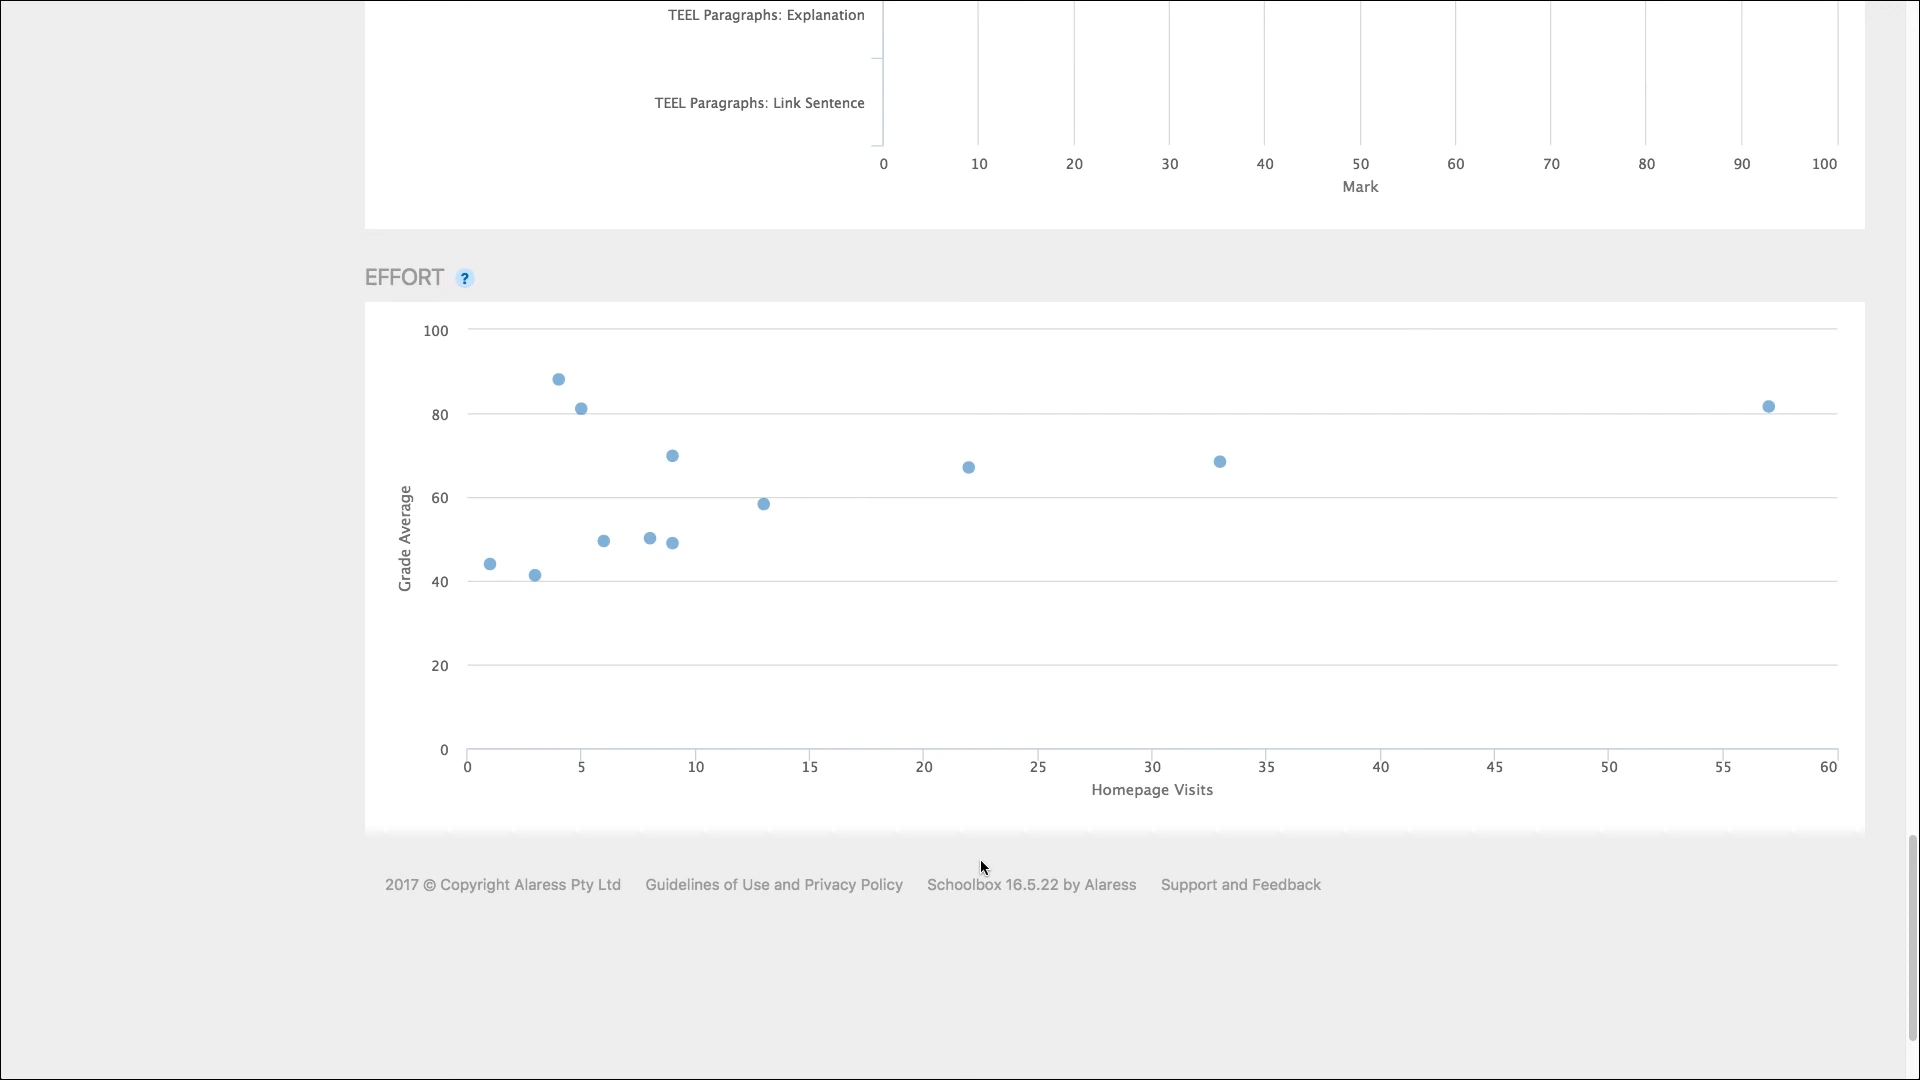 TEEL Paragraphs: Explanation
TEEL Paragraphs: Link Sentence
0 10 20 30 40 50 60 70 80 90 100
Mark
EFFORT ?
100
80
60
40
20
0
Grade Average
0 5 10 15 20 25 30 35 40 45 50 55 60
Homepage Visits
2017 © Copyright Alaress Pty Ltd Guidelines of Use and Privacy Policy Schoolbox 16.5.22 by Alaress Support and Feedback